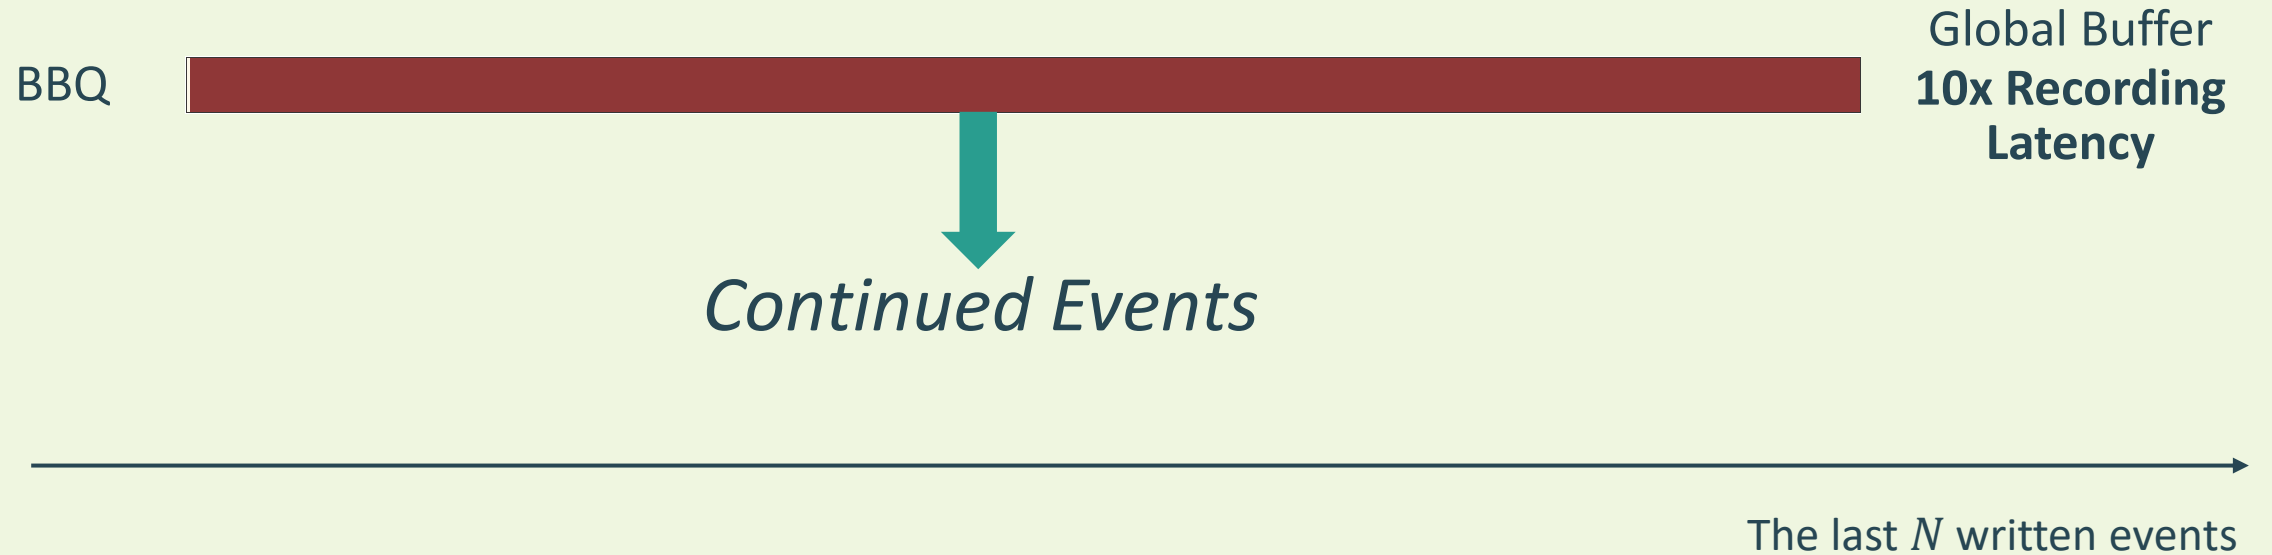 BBQ
Global Buffer
10x Recording
Latency
Continued Events
The last N written events